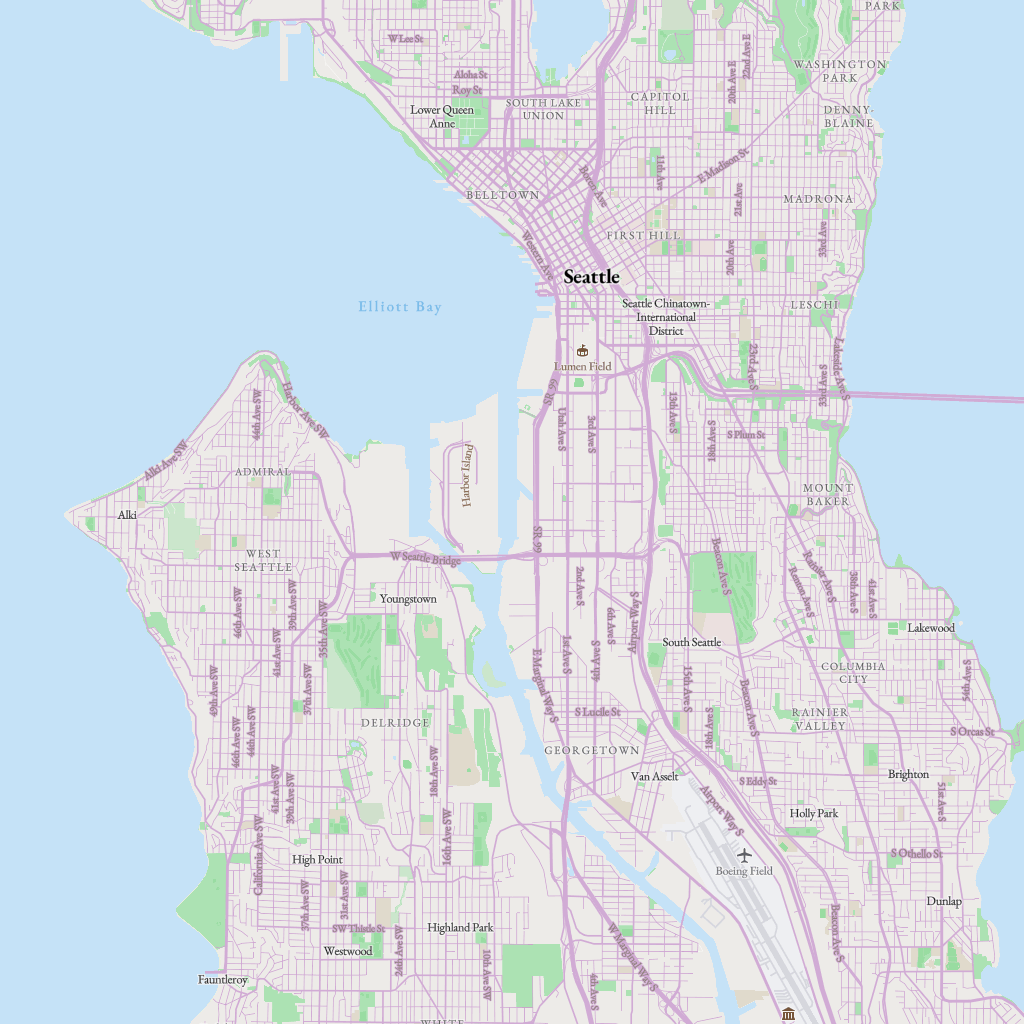 PARK
W Lee St
22nd Ave E
WASHINGTON
PARK
Aloha St
20th Ave E
Roy St
CAPITOL
HILL
SOUTH LAKE
UNION
Lower Queen
Anne
DENNY-
BLAINE
E Madison St
11th Ave
Boren Ave
BELLTOWN
21st Ave
MADRONA
FIRST HILL
33rd Ave
Western Ave
20th Ave
Seattle
Elliott Bay
Seattle Chinatown-
International
District
LESCHI
Lumen Field
23rd Ave S
Lakeside Ave S
33rd Ave S
SR 99
44th Ave SW
Harbor Ave SW
13th Ave S
Utah Ave S
3rd Ave S
18th Ave S
S Plum St
Alki Ave SW
ADMIRAL
Harbor Island
MOUNT
BAKER
Alki
SR 99
WEST
SEATTLE
W Seattle Bridge
Beacon Ave S
Rainier Ave S
Renton Ave S
38th Ave S
41st Ave S
2nd Ave S
Youngstown
46th Ave SW
39th Ave SW
35th Ave SW
6th Ave S
Airport Way S
Lakewood
South Seattle
41st Ave SW
1st Ave S
4th Ave S
E Marginal Way S
COLUMBIA
CITY
54th Ave S
49th Ave SW
37th Ave SW
15th Ave S
Beacon Ave S
S Lucile St
RAINIER
VALLEY
DELRIDGE
46th Ave SW
44th Ave SW
18th Ave S
S Orcas St
GEORGETOWN
Van Asselt
Brighton
S Eddy St
18th Ave SW
41st Ave SW
39th Ave SW
51st Ave S
Airport Way S
Holly Park
16th Ave SW
California Ave SW
S Othello St
High Point
Boeing Field
31st Ave SW
37th Ave SW
Dunlap
Highland Park
SW Thistle St
Beacon Ave S
24th Ave SW
Westwood
W Marginal Way S
10th Ave SW
Fauntleroy
4th Ave S
WHITE